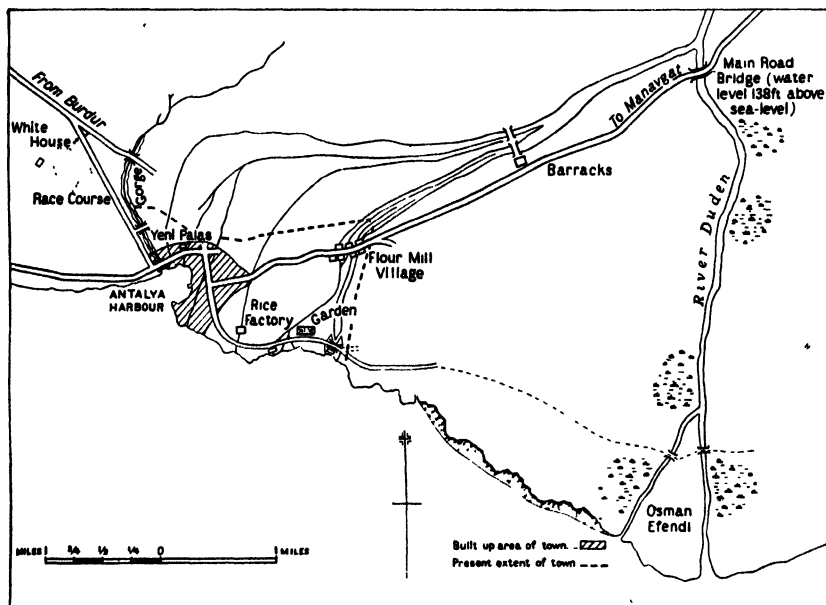 From Burdur
White
House
Race Course
Gorge
Yeni Palas
ANTALYA
HARBOUR
Rice
Factory
Garden
Flour Mill
Village
Barracks
To Manavgat
Main Road
Bridge (water
level 138ft above
sea-level)
River Duden
Osman
Efendi
MILES 3/4 1/2 1/4 0 1 MILES
Built up area of town
Present extent of town